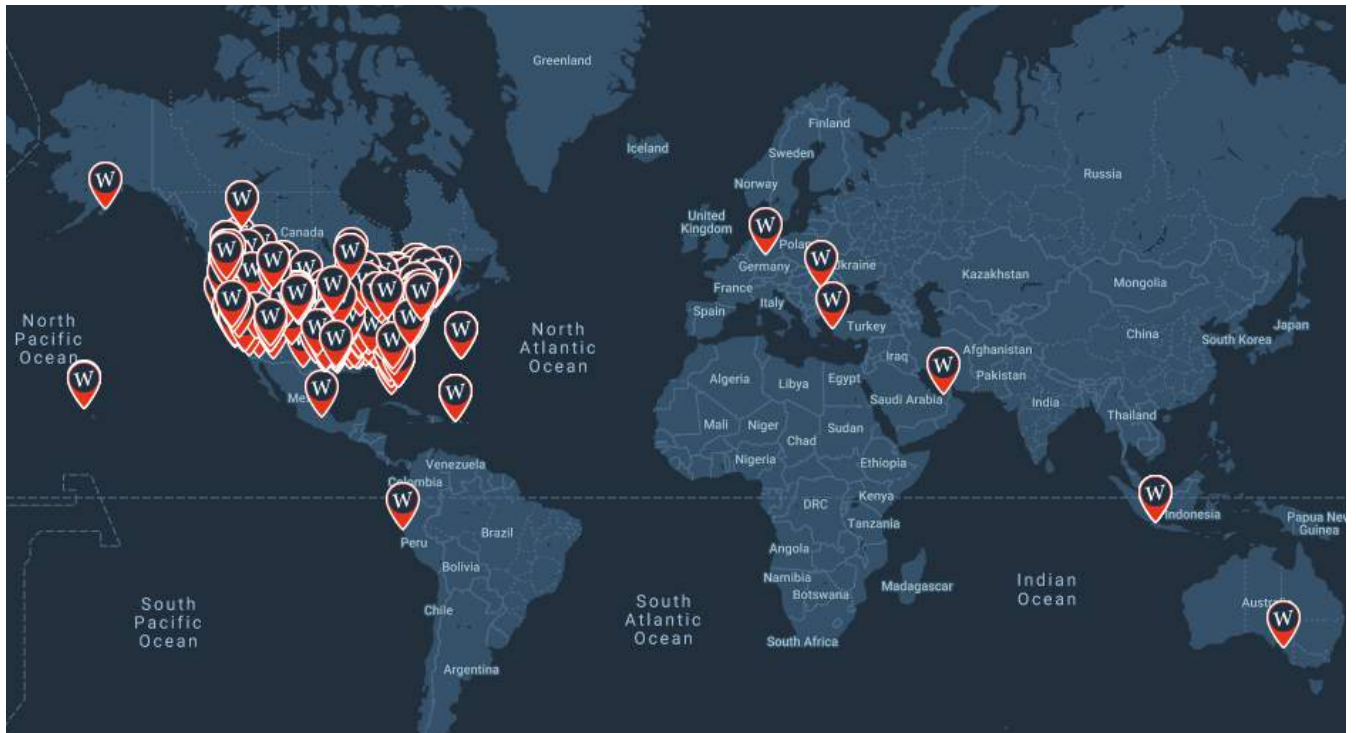 Greenland
Finland
Iceland
Sweden
Russia
Norway
W
W
United
Kingdom
W
Canada
Germany
W
Ukraine
Kazakhstan
Mongolia
France
Italy
Spain
W
Turkey
North
Pacific
Ocean
North
Atlantic
Ocean
China
South Korea
Japan
Iraq
Afghanistan
W
W
W
W
Algeria
Libya
Egypt
Saudi Arabia
Pakistan
India
Thailand
Mali
Niger
Chad
Sudan
Nigeria
Ethiopia
Venezuela
Colombia
W
Peru
Brazil
Bolivia
Chile
Argentina
DRC
Kenya
Tanzania
Angola
Namibia
Botswana
Madagascar
South Africa
W
Indonesia
Papua New
Guinea
W
South
Pacific
Ocean
South
Atlantic
Ocean
Indian
Ocean